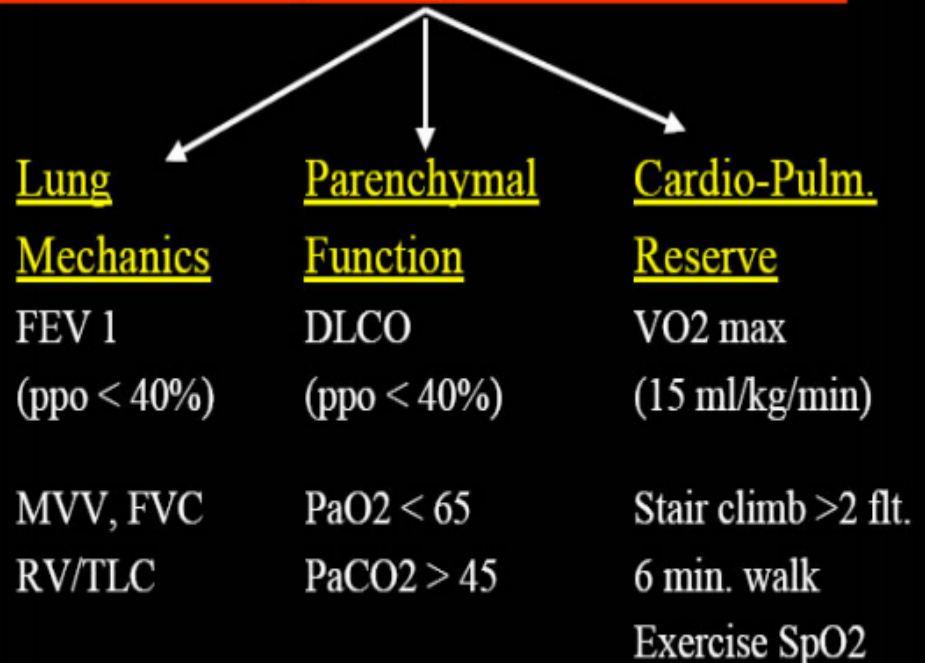 Lung
Mechanics
FEV 1
(ppo < 40%)
MVV, FVC
RV/TLC
Parenchymal
Function
DLCO
(ppo < 40%)
PaO2 < 65
PaCO2 > 45
Cardio-Pulm.
Reserve
VO2 max
(15 ml/kg/min)
Stair climb >2 flt.
6 min. walk
Exercise SpO2